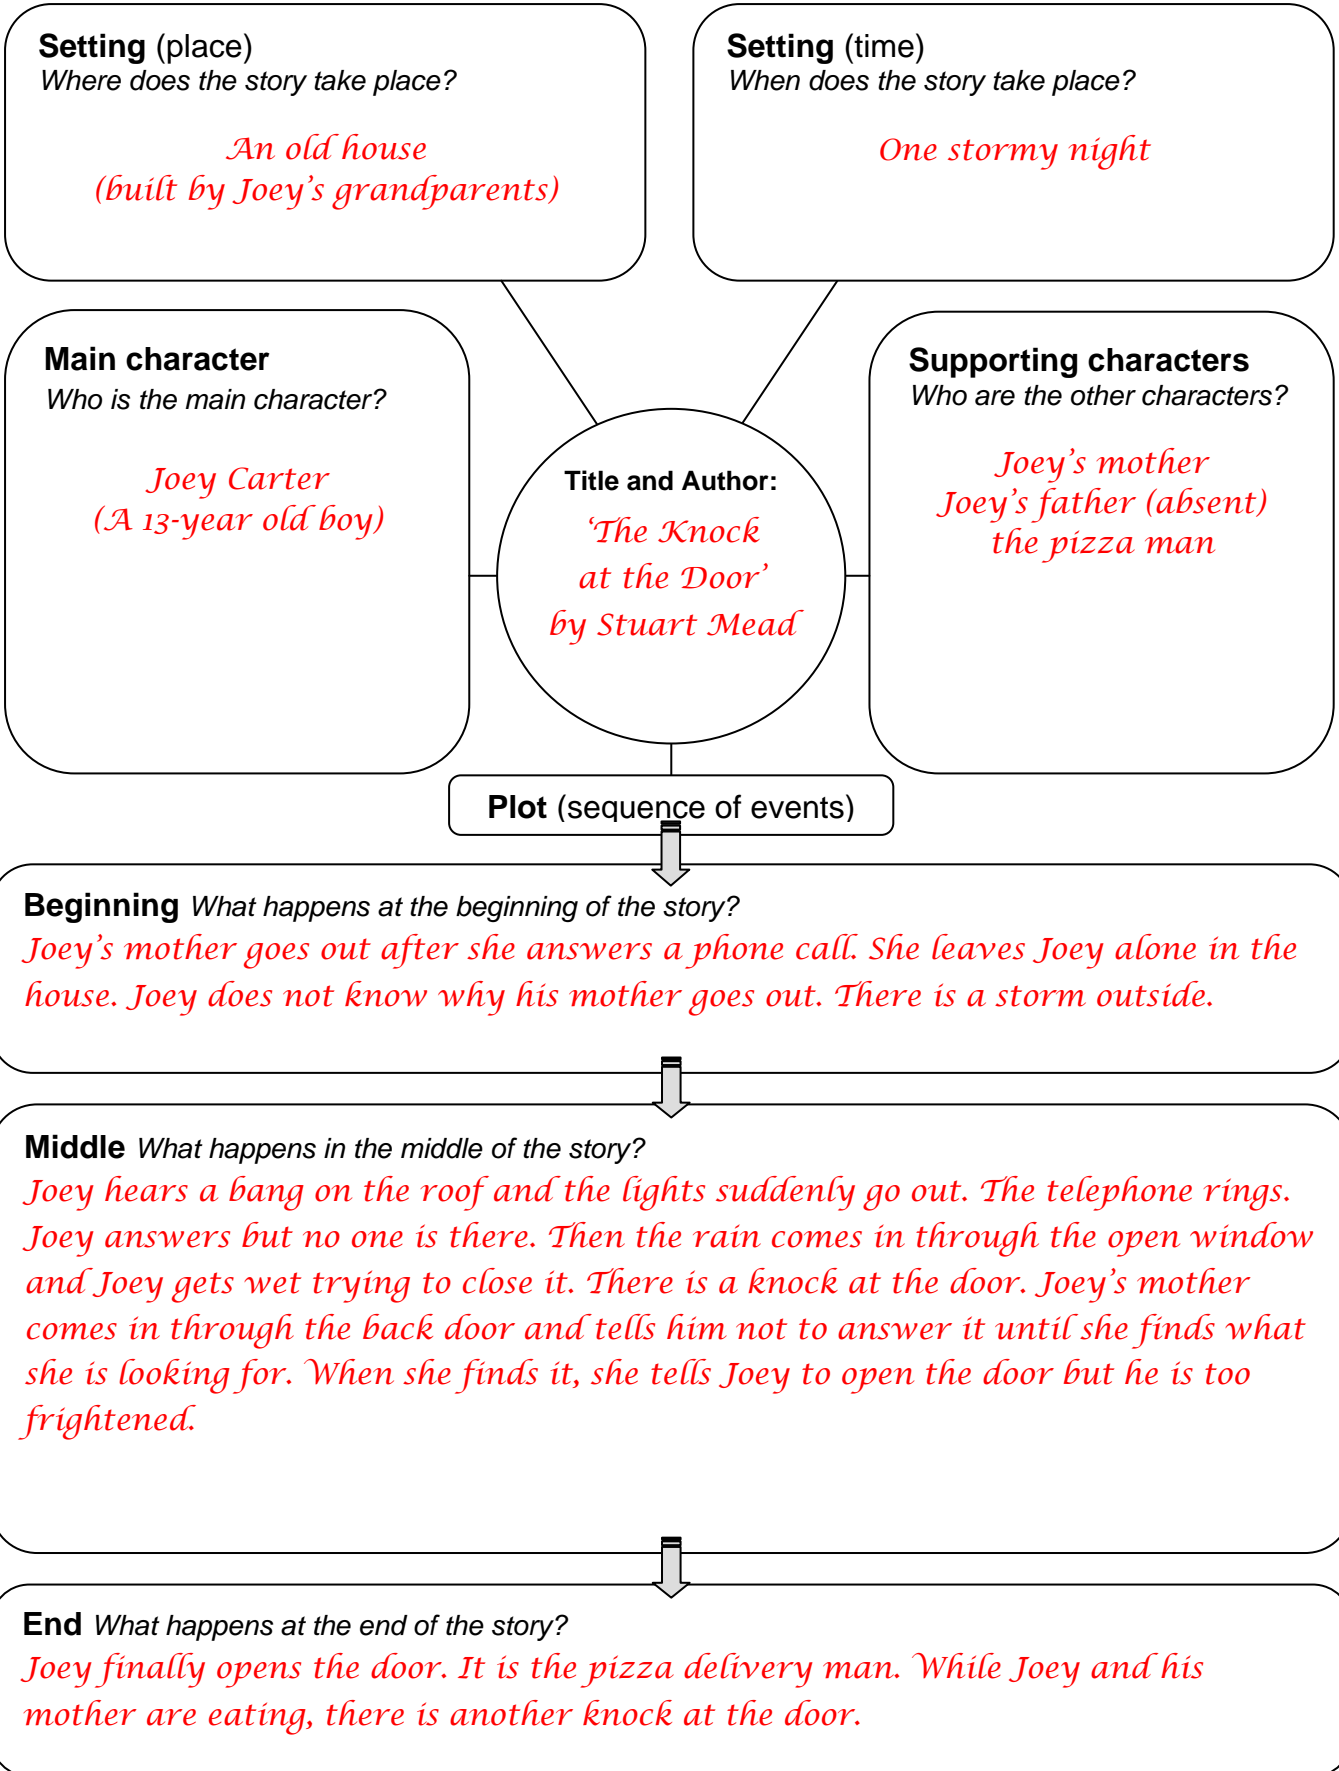 Setting (place)
Where does the story take place?
An old house
(built by Joey's grandparents)
Setting (time)
When does the story take place?
One stormy night
Main character
Who is the main character?
Joey Carter
(A 13-year old boy)
Title and Author:
‘The Knock
at the Door’
by Stuart Mead
Supporting characters
Who are the other characters?
Joey’s mother
Joey’s father (absent)
the pizza man
Plot (sequence of events)
Beginning What happens at the beginning of the story?
Joey’s mother goes out after she answers a phone call. She leaves Joey alone in the
house. Joey does not know why his mother goes out. There is a storm outside.
Middle What happens in the middle of the story?
Joey hears a bang on the roof and the lights suddenly go out. The telephone rings.
Joey answers but no one is there. Then the rain comes in through the open window
and Joey gets wet trying to close it. There is a knock at the door. Joey’s mother
comes in through the back door and tells him not to answer it until she finds what
she is looking for. When she finds it, she tells Joey to open the door but he is too
frightened.
End What happens at the end of the story?
Joey finally opens the door. It is the pizza delivery man. While Joey and his
mother are eating, there is another knock at the door.